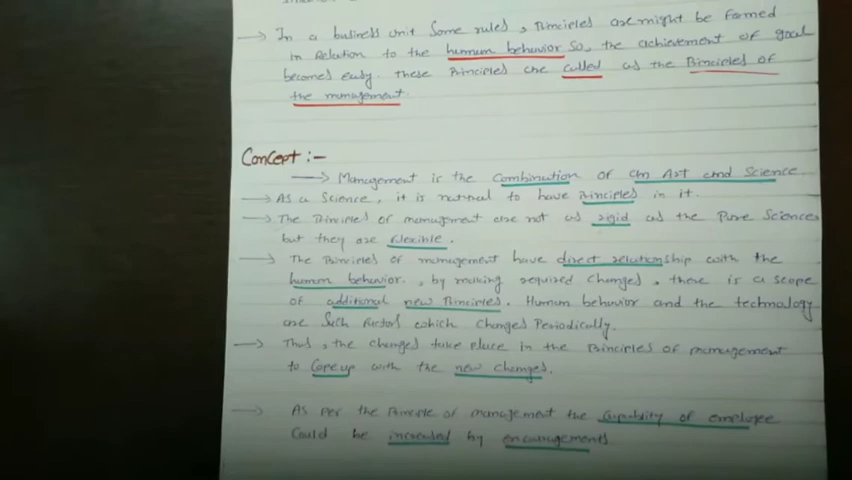 → In a business unit some rules, Principles are might be formed
in Relation to the human behavior so, the achievement of goal
becomes easy these Principles are called as the Principles of
the management.
Concept :-
→ Management is the Combination of an Art and Science
→ As a Science, it is natural to have Principles in it.
→ The Principles of management are not as rigid as the Pure Sciences
but they are flexible.
→ The Principles of management have direct relationship with the
human behavior., by making required changes, there is a scope
of additional new Principles. Human behavior and the technology
are such factors which changes Periodically.
→ Thus, the changes take place in the Principles of management
to Cope up with the new changes.
→ As per the Principle of management the capability of employee
Could be increased by encouragements.